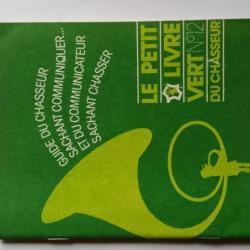 LE PETIT
LIVRE
VERT N°12
DU CHASSEUR
GUIDE DU CHASSEUR
SACHANT COMMUNIQUER...
ET DU COMMUNICATEUR
SACHANT CHASSER